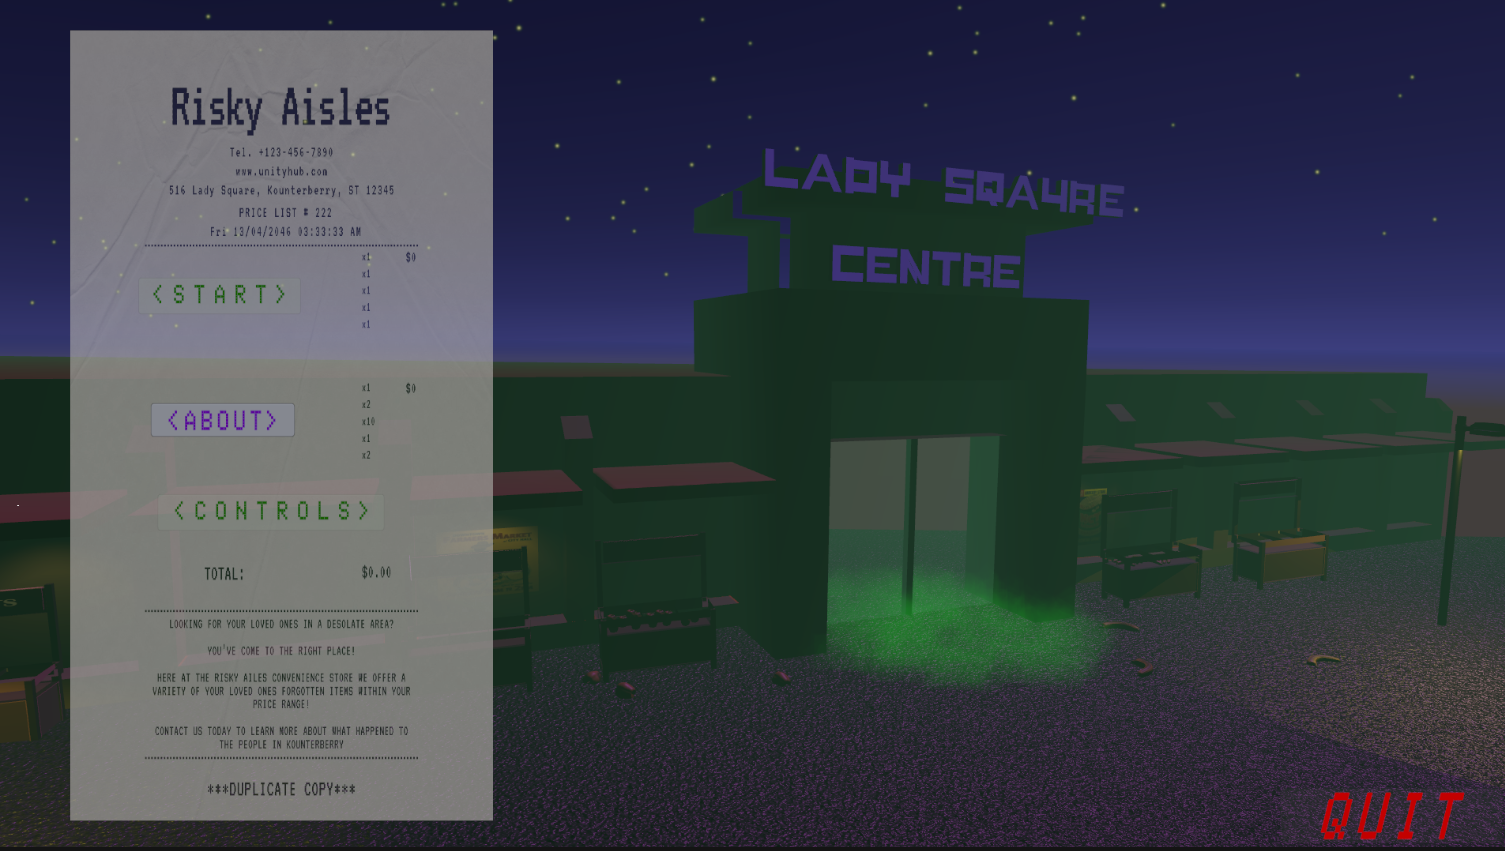 Risky Aisles
Tel. +123-456-7890
www.unityhub.com
516 Lady Square, Kounterberry, ST 12345
PRICE LIST # 222
Fri 13/04/2046 03:33:33 AM
x1 $0
x1
<START> x1
x1
x1
x1 $0
x2
<ABOUT> x10
x1
x2
<CONTROLS>
TOTAL: $0.00
LOOKING FOR YOUR LOVED ONES IN A DESOLATE AREA?
YOU'VE COME TO THE RIGHT PLACE!
HERE AT THE RISKY AILES CONVENIENCE STORE WE OFFER A
VARIETY OF YOUR LOVED ONES FORGOTTEN ITEMS WITHIN YOUR
PRICE RANGE!
CONTACT US TODAY TO LEARN MORE ABOUT WHAT HAPPENED TO
THE PEOPLE IN KOUNTERBERRY
***DUPLICATE COPY***
LADY SQAURE
CENTRE
MARKET
QUIT